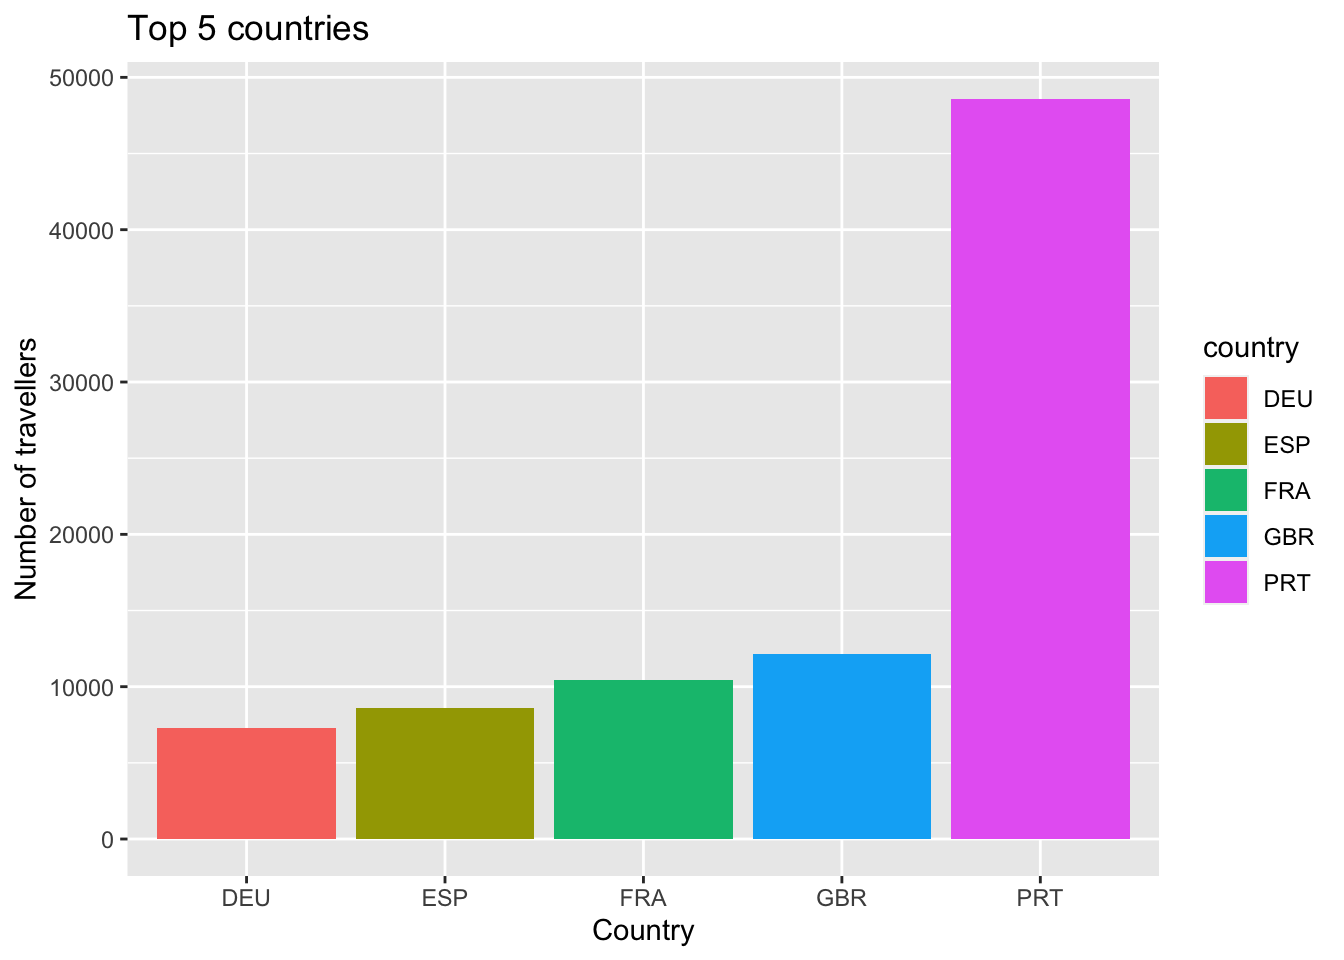 Top 5 countries
50000
40000
30000
20000
10000
0
Number of travellers
DEU ESP FRA GBR PRT
Country
country
DEU
ESP
FRA
GBR
PRT